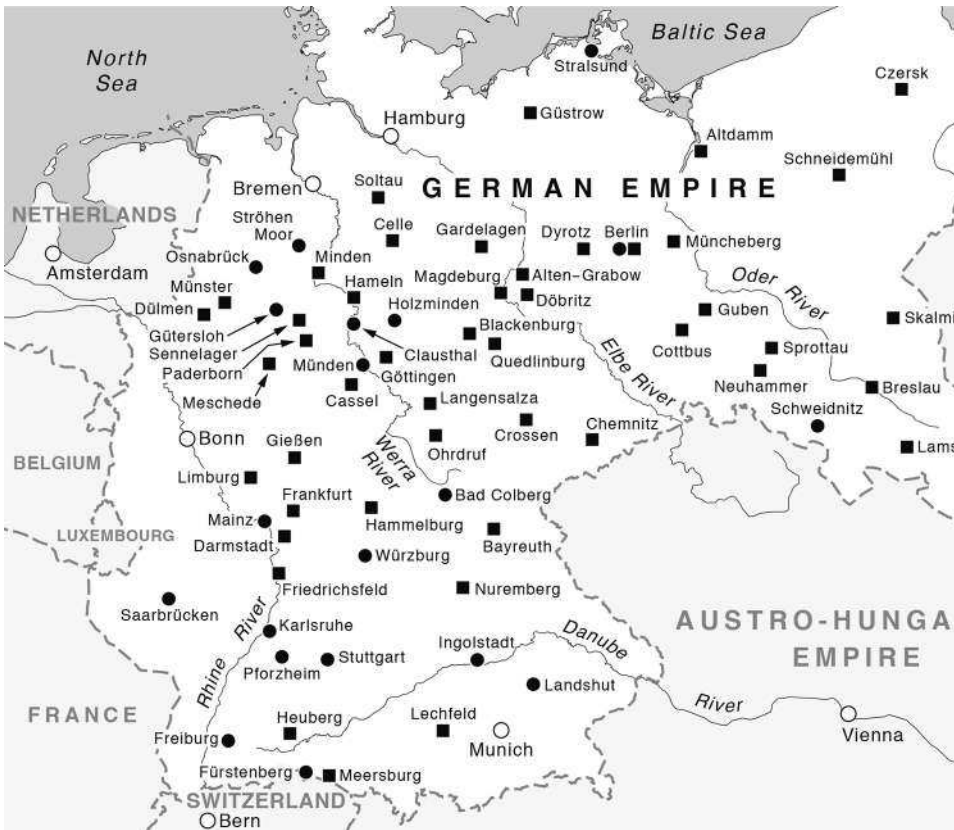 North
Sea
Baltic Sea
Stralsund
Czersk
Güstrow
Hamburg
Altdamm
Schneidemühl
Bremen
Soltau
GERMAN EMPIRE
NETHERLANDS
Ströhen
Moor
Celle
Gardelagen
Dyrotz
Berlin
Müncheberg
Amsterdam
Osnabrück
Minden
Hameln
Magdeburg
Alten-Grabow
Oder River
Münster
Holzminden
Döbritz
Guben
Dülmen
Skalmi
Gütersloh
Blackenburg
Sennelager
Clausthal
Cottbus
Sprottau
Paderborn
Münden
Quedlinburg
Elbe River
Göttingen
Neuhammer
Breslau
Meschede
Cassel
Langensalza
Schweidnitz
Bonn
Gießen
Crossen
Chemnitz
Lams
BELGIUM
Ohrdruf
Werra
River
Limburg
Frankfurt
Bad Colberg
Mainz
Hammelburg
LUXEMBOURG
Darmstadt
Bayreuth
Würzburg
Friedrichsfeld
Nuremberg
Saarbrücken
AUSTRO-HUNGA
EMPIRE
Karlsruhe
Rhine River
Ingolstadt
Danube River
Pforzheim
Stuttgart
Landshut
FRANCE
Heuberg
Lechfeld
Freiburg
Munich
Vienna
Fürstenberg
Meersburg
SWITZERLAND
Bern